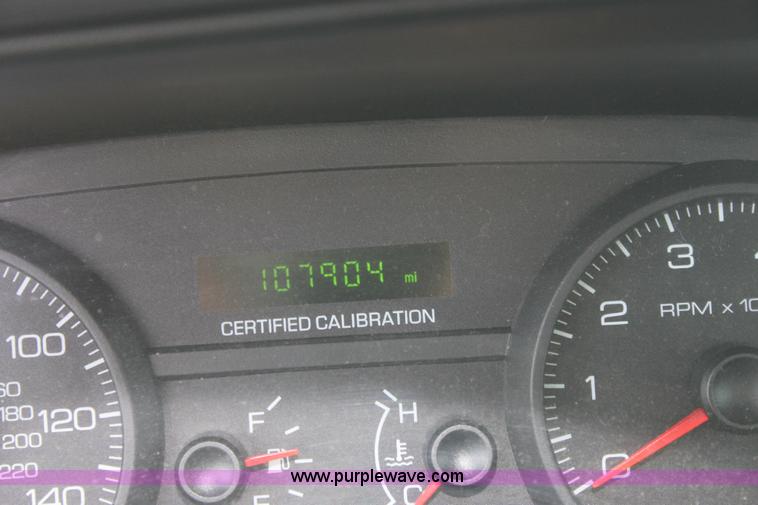 107904 mi
CERTIFIED CALIBRATION
100
120
140
180
200
220
F
H
C
1
2
3
4
0
RPM x 10
www.purplewave.com